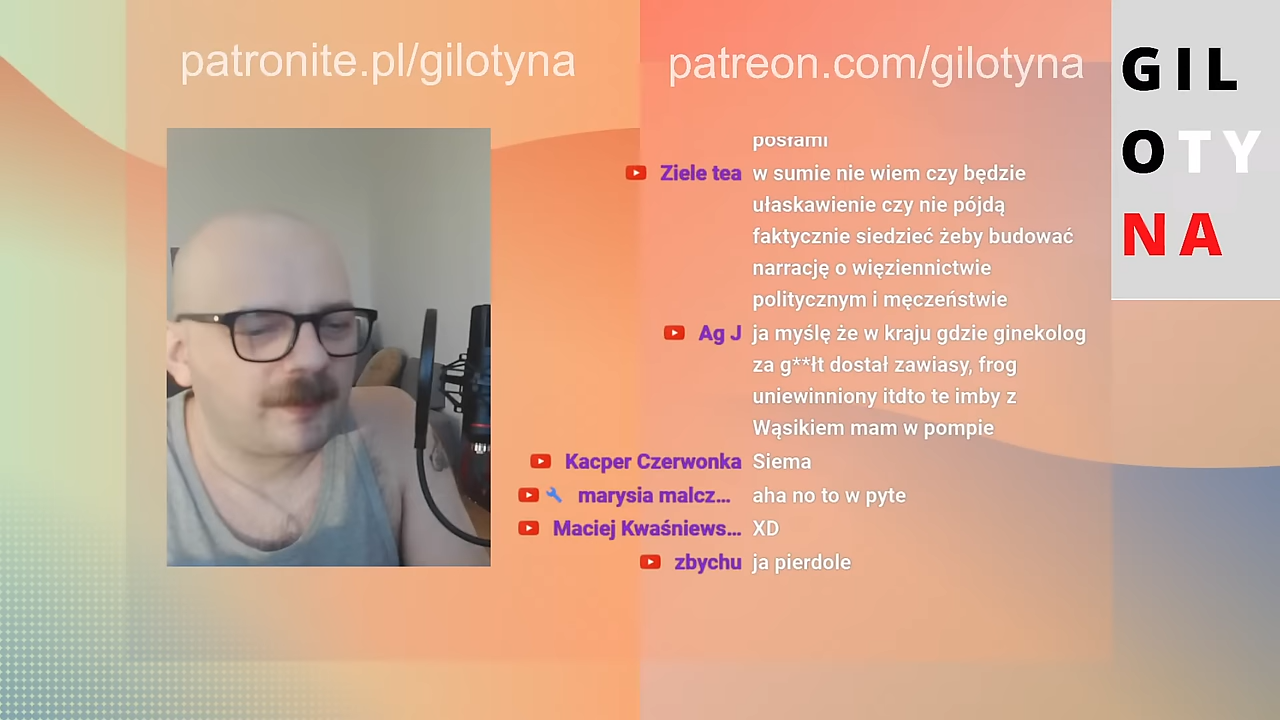 patronite.pl/gilotyna
patreon.com/gilotyna
GIL
OTY
NA
posłami
Ziele tea w sumie nie wiem czy będzie
ułaskawienie czy nie pójdą
faktycznie siedzieć żeby budować
narrację o więziennictwie
politycznym i męczeństwie
Ag J ja myślę że w kraju gdzie ginekolog
za g**łt dostał zawiasy, frog
uniewinniony itdto te imby z
Wąsikiem mam w pompie
Kacper Czerwonka Siema
marysia malcz... aha no to w pyte
Maciej Kwaśniews... XD
zbychu ja pierdole